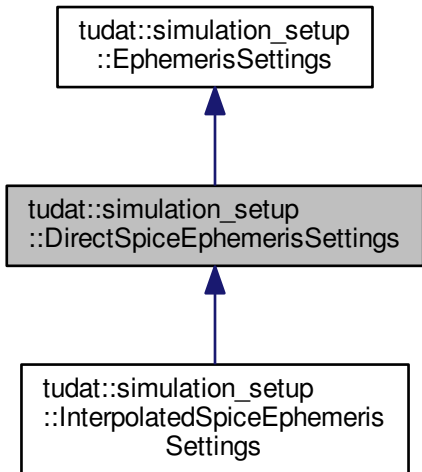 tudat::simulation_setup
::EphemerisSettings
tudat::simulation_setup
::DirectSpiceEphemerisSettings
tudat::simulation_setup
::InterpolatedSpiceEphemeris
Settings